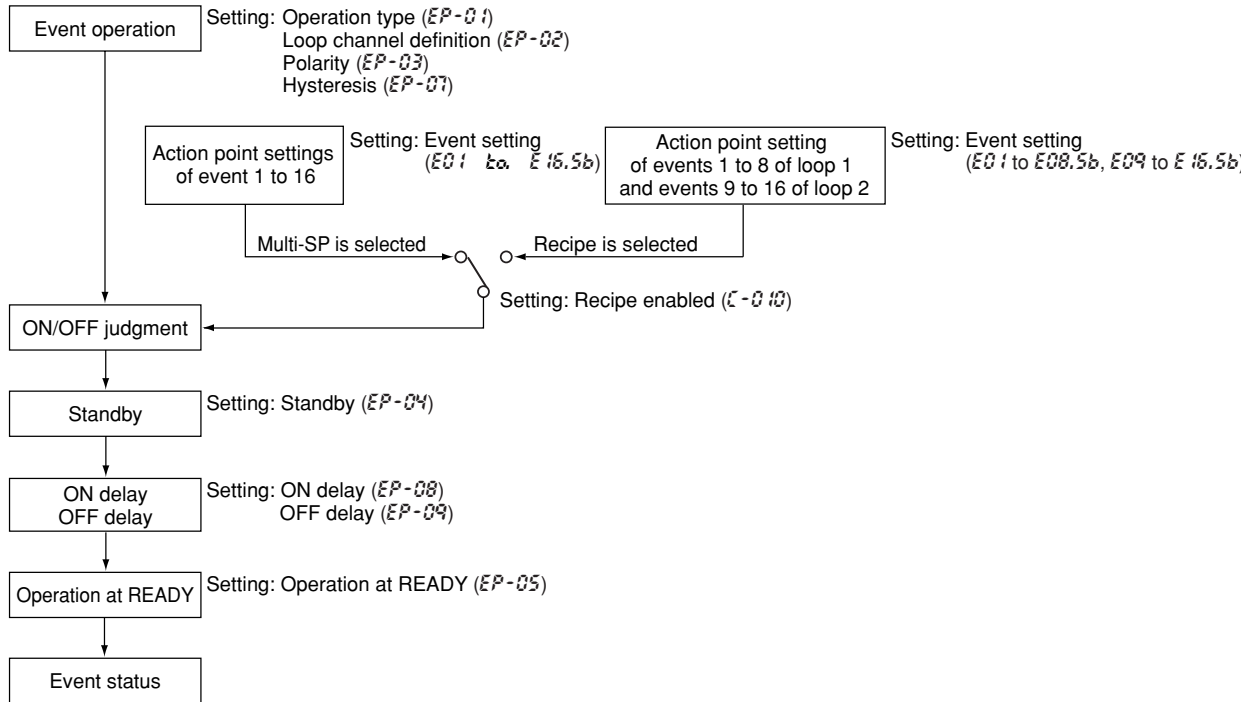 Event operation
Setting: Operation type (EP-01)
Loop channel definition (EP-02)
Polarity (EP-03)
Hysteresis (EP-07)
Action point settings
of event 1 to 16
Setting: Event setting
(E01 to E16.Sb)
Action point setting
of events 1 to 8 of loop 1
and events 9 to 16 of loop 2
Setting: Event setting
(E01 to E08.Sb, E09 to E16.Sb)
Multi-SP is selected
Recipe is selected
Setting: Recipe enabled (C-010)
ON/OFF judgment
Standby
Setting: Standby (EP-04)
ON delay
OFF delay
Setting: ON delay (EP-08)
OFF delay (EP-09)
Operation at READY
Setting: Operation at READY (EP-05)
Event status